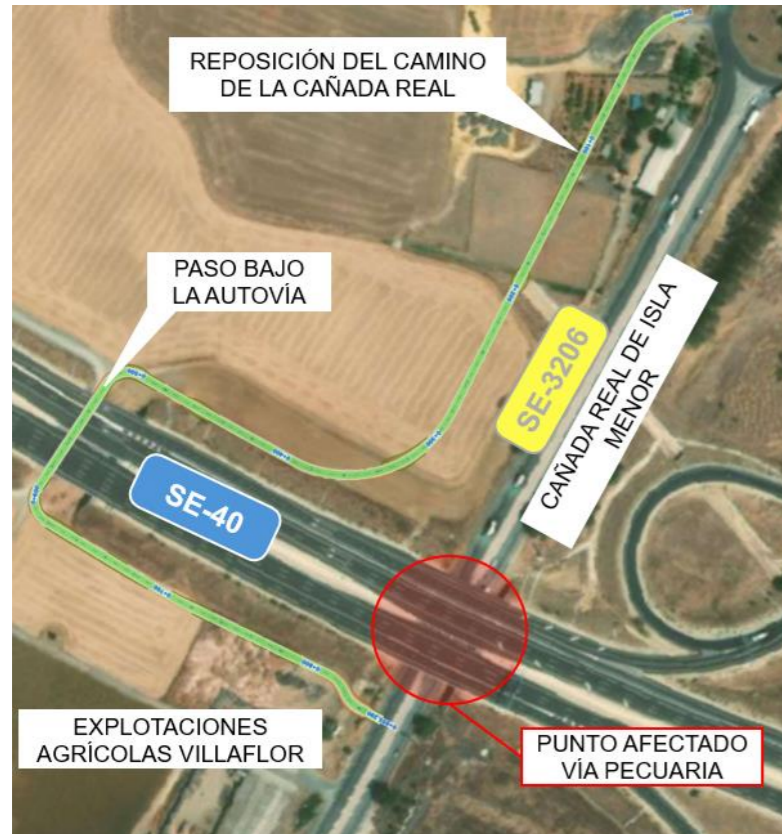 REPOSICIÓN DEL CAMINO
DE LA CAÑADA REAL
PASO BAJO
LA AUTOVÍA
SE-3206
CAÑADA REAL DE ISLA
MENOR
SE-40
EXPLOTACIONES
AGRÍCOLAS VILLAFLOR
PUNTO AFECTADO
VÍA PECUARIA